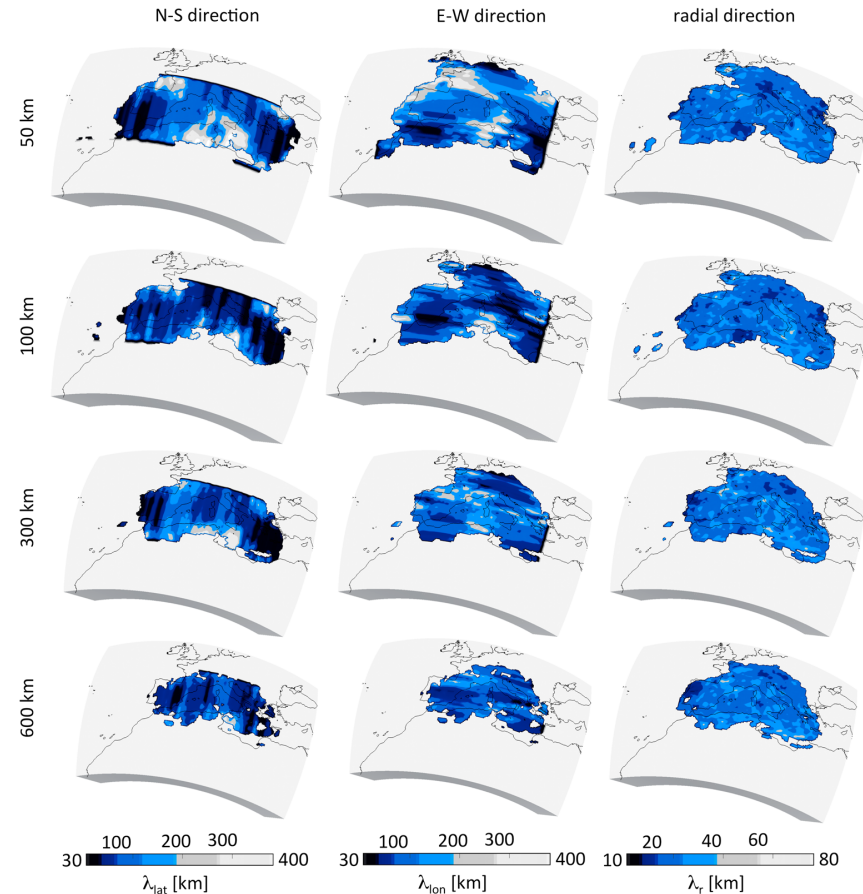 N-S direction E-W direction radial direction
50 km
100 km
300 km
600 km
100 200 300 100 200 300 20 40 60
30 400 30 400 10 80
λlat [km] λlon [km] λr [km]